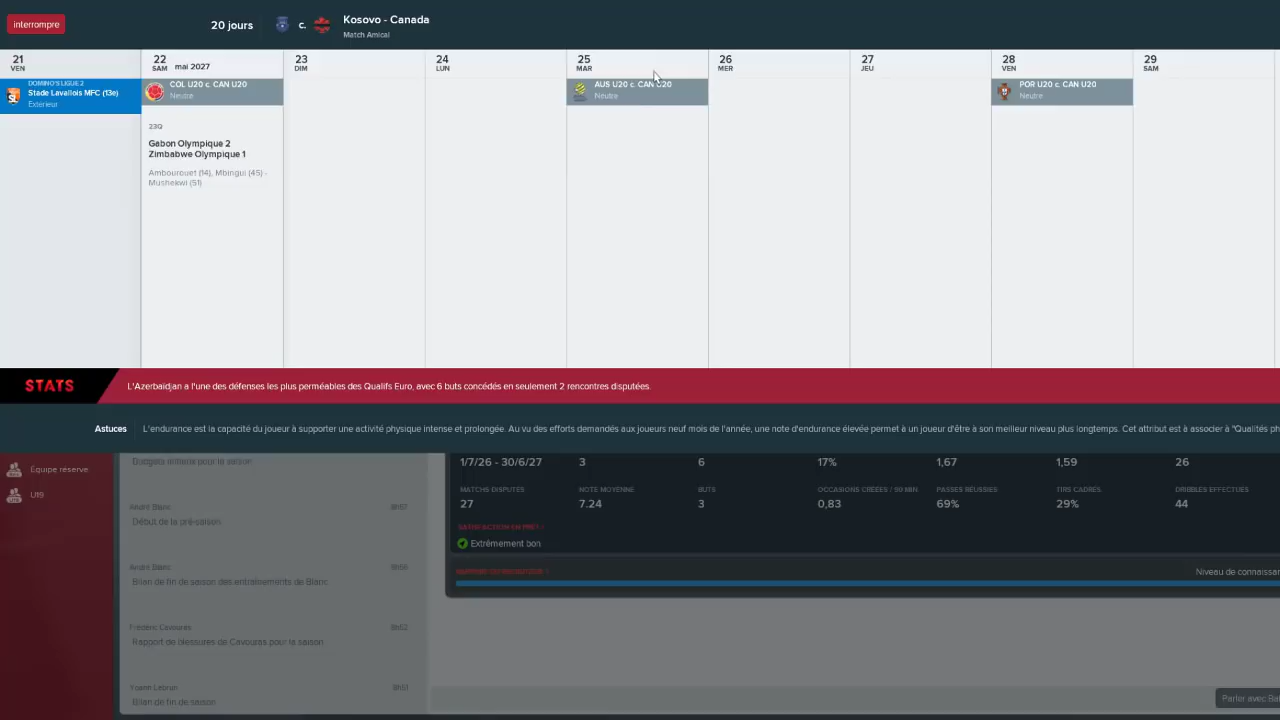 interrompre
20 jours
c.
Kosovo - Canada
Match Amical
21
VEN
22
SAM
mai 2027
23
DIM
24
LUN
25
MAR
26
MER
27
JEU
28
VEN
29
SAM
DOMINO'S LIGUE 2
Stade Lavallois MFC (13e)
Extérieur
COL U20 c. CAN U20
Neutre
AUS U20 c. CAN U20
Neutre
POR U20 c. CAN U20
Neutre
23Q
Gabon Olympique 2
Zimbabwe Olympique 1
Ambourouet (14), Mbingui (45) -
Mushekwi (51)
STATS
L'Azerbaïdjan a l'une des défenses les plus perméables des Qualifs Euro, avec 6 buts concédés en seulement 2 rencontres disputées.
Astuces
L'endurance est la capacité du joueur à supporter une activité physique intense et prolongée. Au vu des efforts demandés aux joueurs neuf mois de l'année, une note d'endurance élevée permet à un joueur d'être à son meilleur niveau plus longtemps. Cet attribut est à associer à "Qualités ph
Équipe réserve
U19
pour la saison
André Blanc
Début de la pré-saison
André Blanc
Bilan de fin de saison des entraînements de Blanc
Frédéric Cavouras
Rapport de blessures de Cavouras pour la saison
Yoann Lebrun
Bilan de fin de saison
1/7/26 - 30/6/27
3
6
17%
1,67
1,59
26
MATCHS DISPUTÉS
NOTE MOYENNE
BUTS
OCCASIONS CRÉÉES / 90 MIN
PASSES RÉUSSIES
TIRS CADRÉS
DRIBBLES EFFECTUÉS
27
7.24
3
0,83
69%
29%
44
Extrêmement bon
Niveau de connaissan
Parler avec Ba